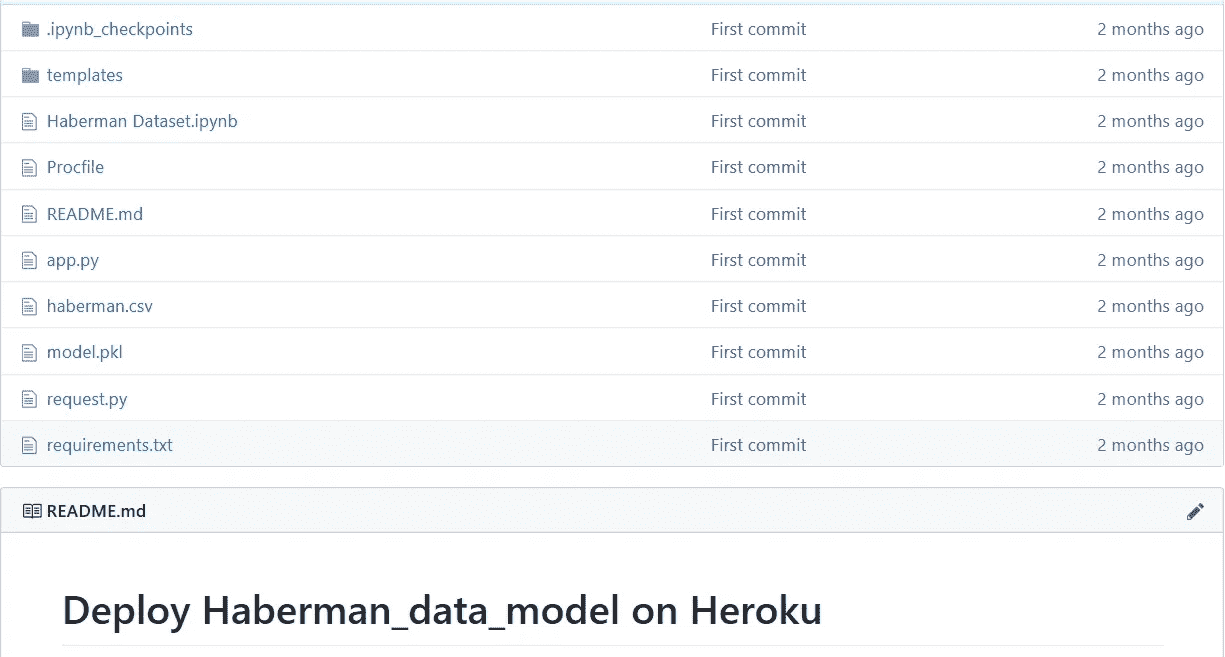 .ipynb_checkpoints First commit 2 months ago
templates First commit 2 months ago
Haberman Dataset.ipynb First commit 2 months ago
Procfile First commit 2 months ago
README.md First commit 2 months ago
app.py First commit 2 months ago
haberman.csv First commit 2 months ago
model.pkl First commit 2 months ago
request.py First commit 2 months ago
requirements.txt First commit 2 months ago
README.md
Deploy Haberman_data_model on Heroku